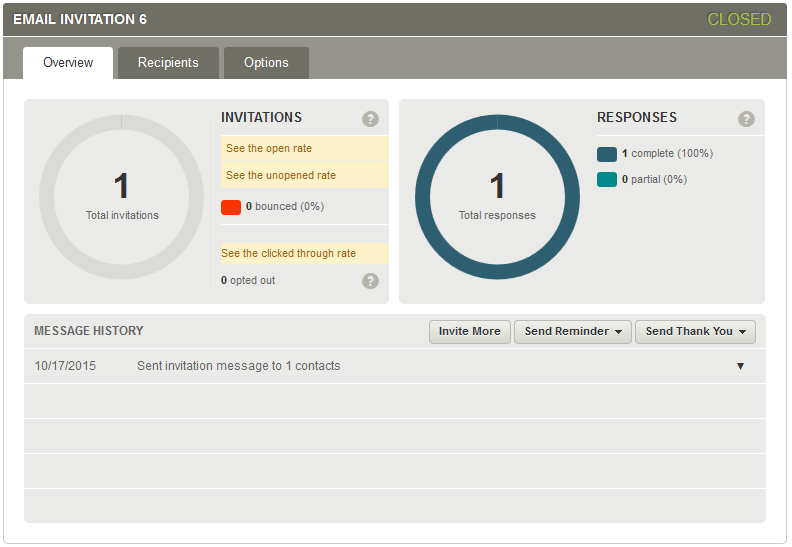 EMAIL INVITATION 6
CLOSED
Overview
Recipients
Options
1
Total invitations
INVITATIONS
?
See the open rate
See the unopened rate
0 bounced (0%)
See the clicked through rate
0 opted out
?
1
Total responses
RESPONSES
?
1 complete (100%)
0 partial (0%)
MESSAGE HISTORY
Invite More
Send Reminder
Send Thank You
10/17/2015
Sent invitation message to 1 contacts